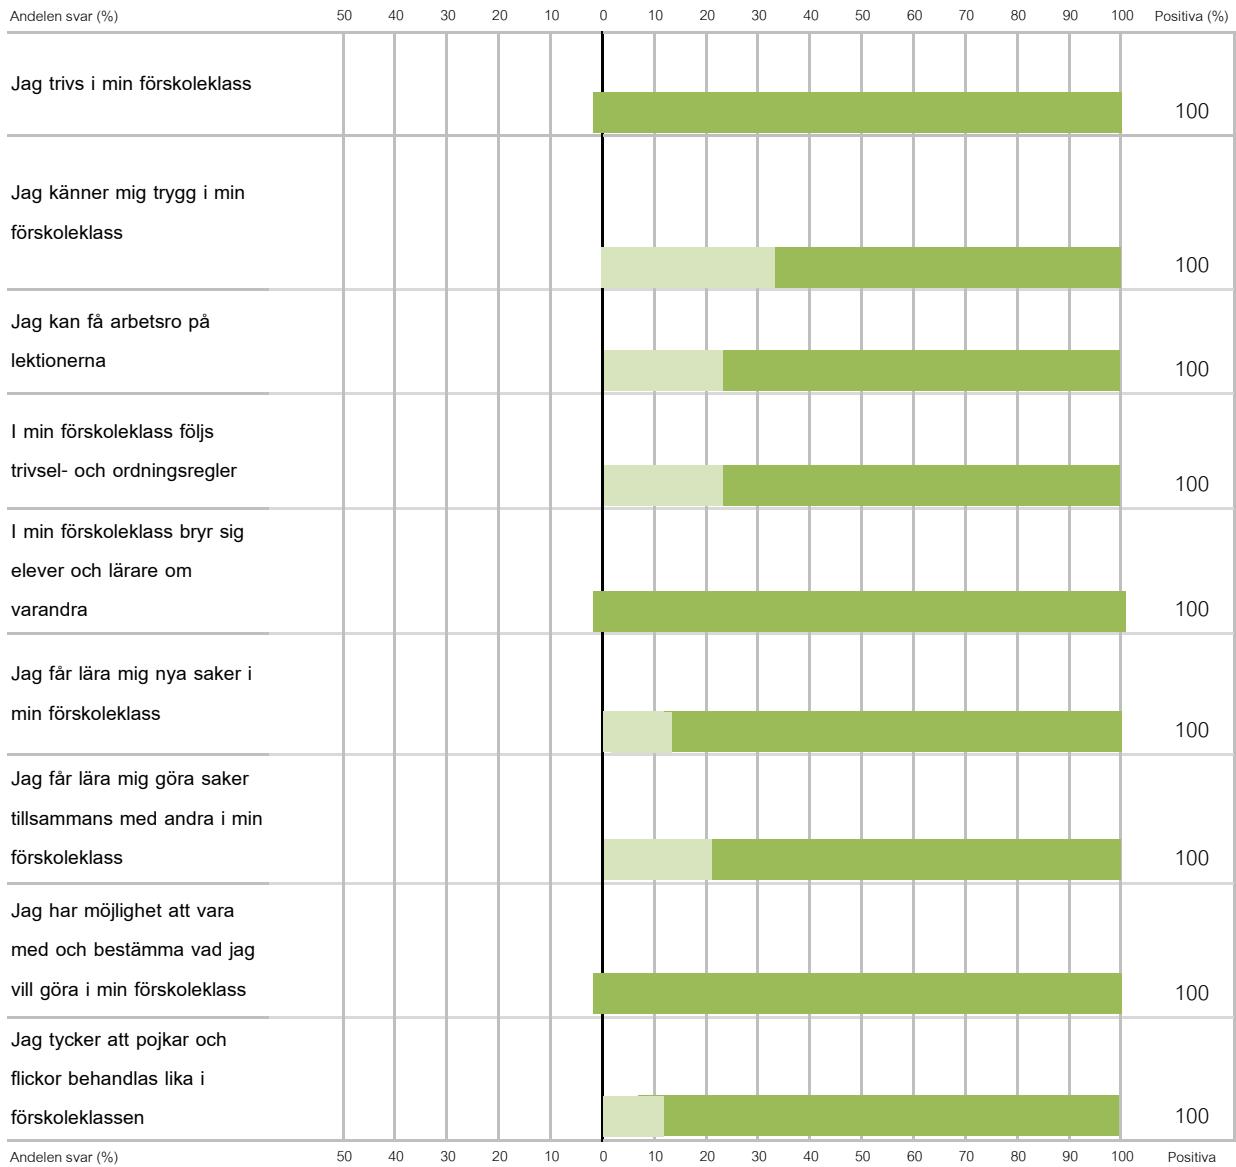 Andelen svar (%) 50 40 30 20 10 0 10 20 30 40 50 60 70 80 90 100 Positiva (%)
Jag trivs i min förskoleklass
100
Jag känner mig trygg i min
förskoleklass
100
Jag kan få arbetsro på
lektionerna
100
I min förskoleklass följs
trivsel- och ordningsregler
100
I min förskoleklass bryr sig
elever och lärare om
varandra
100
Jag får lära mig nya saker i
min förskoleklass
100
Jag får lära mig göra saker
tillsammans med andra i min
förskoleklass
100
Jag har möjlighet att vara
med och bestämma vad jag
vill göra i min förskoleklass
100
Jag tycker att pojkar och
flickor behandlas lika i
förskoleklassen
100
Andelen svar (%) 50 40 30 20 10 0 10 20 30 40 50 60 70 80 90 100 Positiva